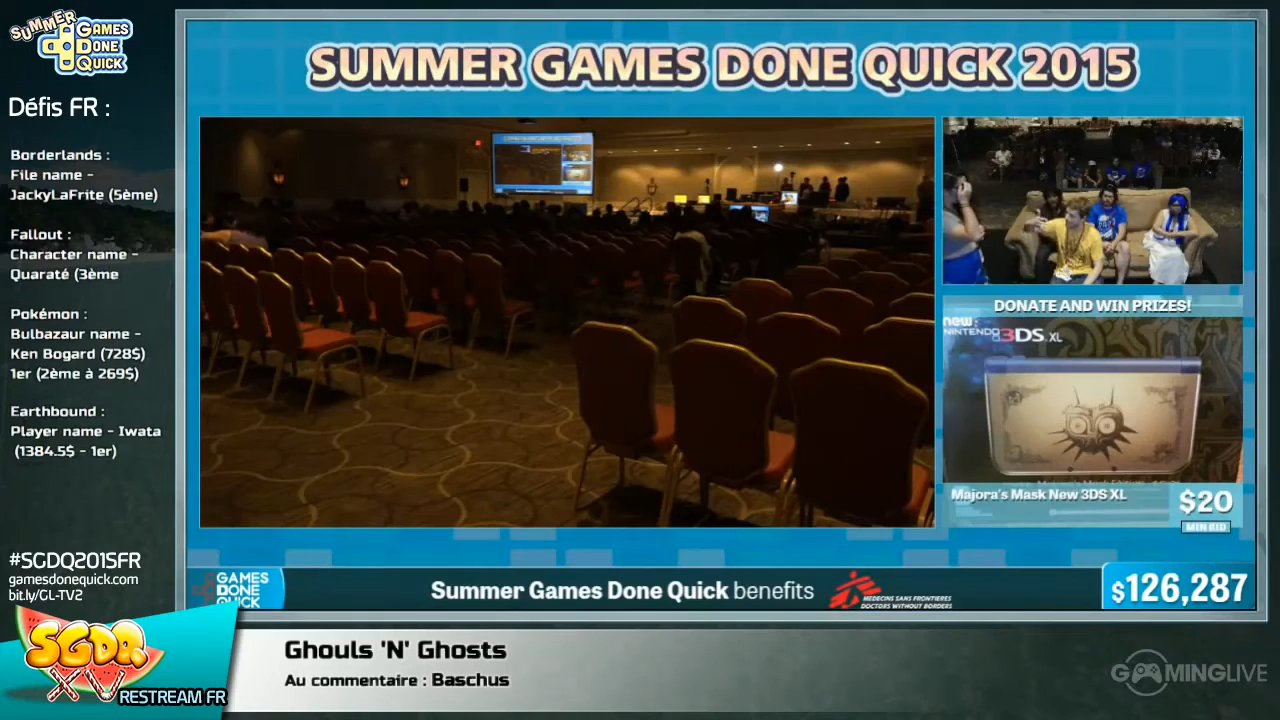 SUMMER
GAMES
DONE
QUICK
Défis FR :
Borderlands :
File name -
JackyLaFrite (5ème)
Fallout :
Character name -
Quaraté (3ème
Pokémon :
Bulbazaur name -
Ken Bogard (728$)
1er (2ème à 269$)
Earthbound :
Player name - Iwata
(1384.5$ - 1er)
#SGDQ2015FR
gamesdonequick.com
bit.ly/GL-TV2
SGDQ
XV
RESTREAM FR
SUMMER GAMES DONE QUICK 2015
DONATE AND WIN PRIZES!
new
NINTENDO 3DS XL
Majora's Mask New 3DS XL
$20
MIN BID
GAMES
DONE
QUICK
Summer Games Done Quick benefits
MEDECINS SANS FRONTIERES
DOCTORS WITHOUT BORDERS
$126,287
Ghouls 'N' Ghosts
Au commentaire : Baschus
GAMINGLIVE